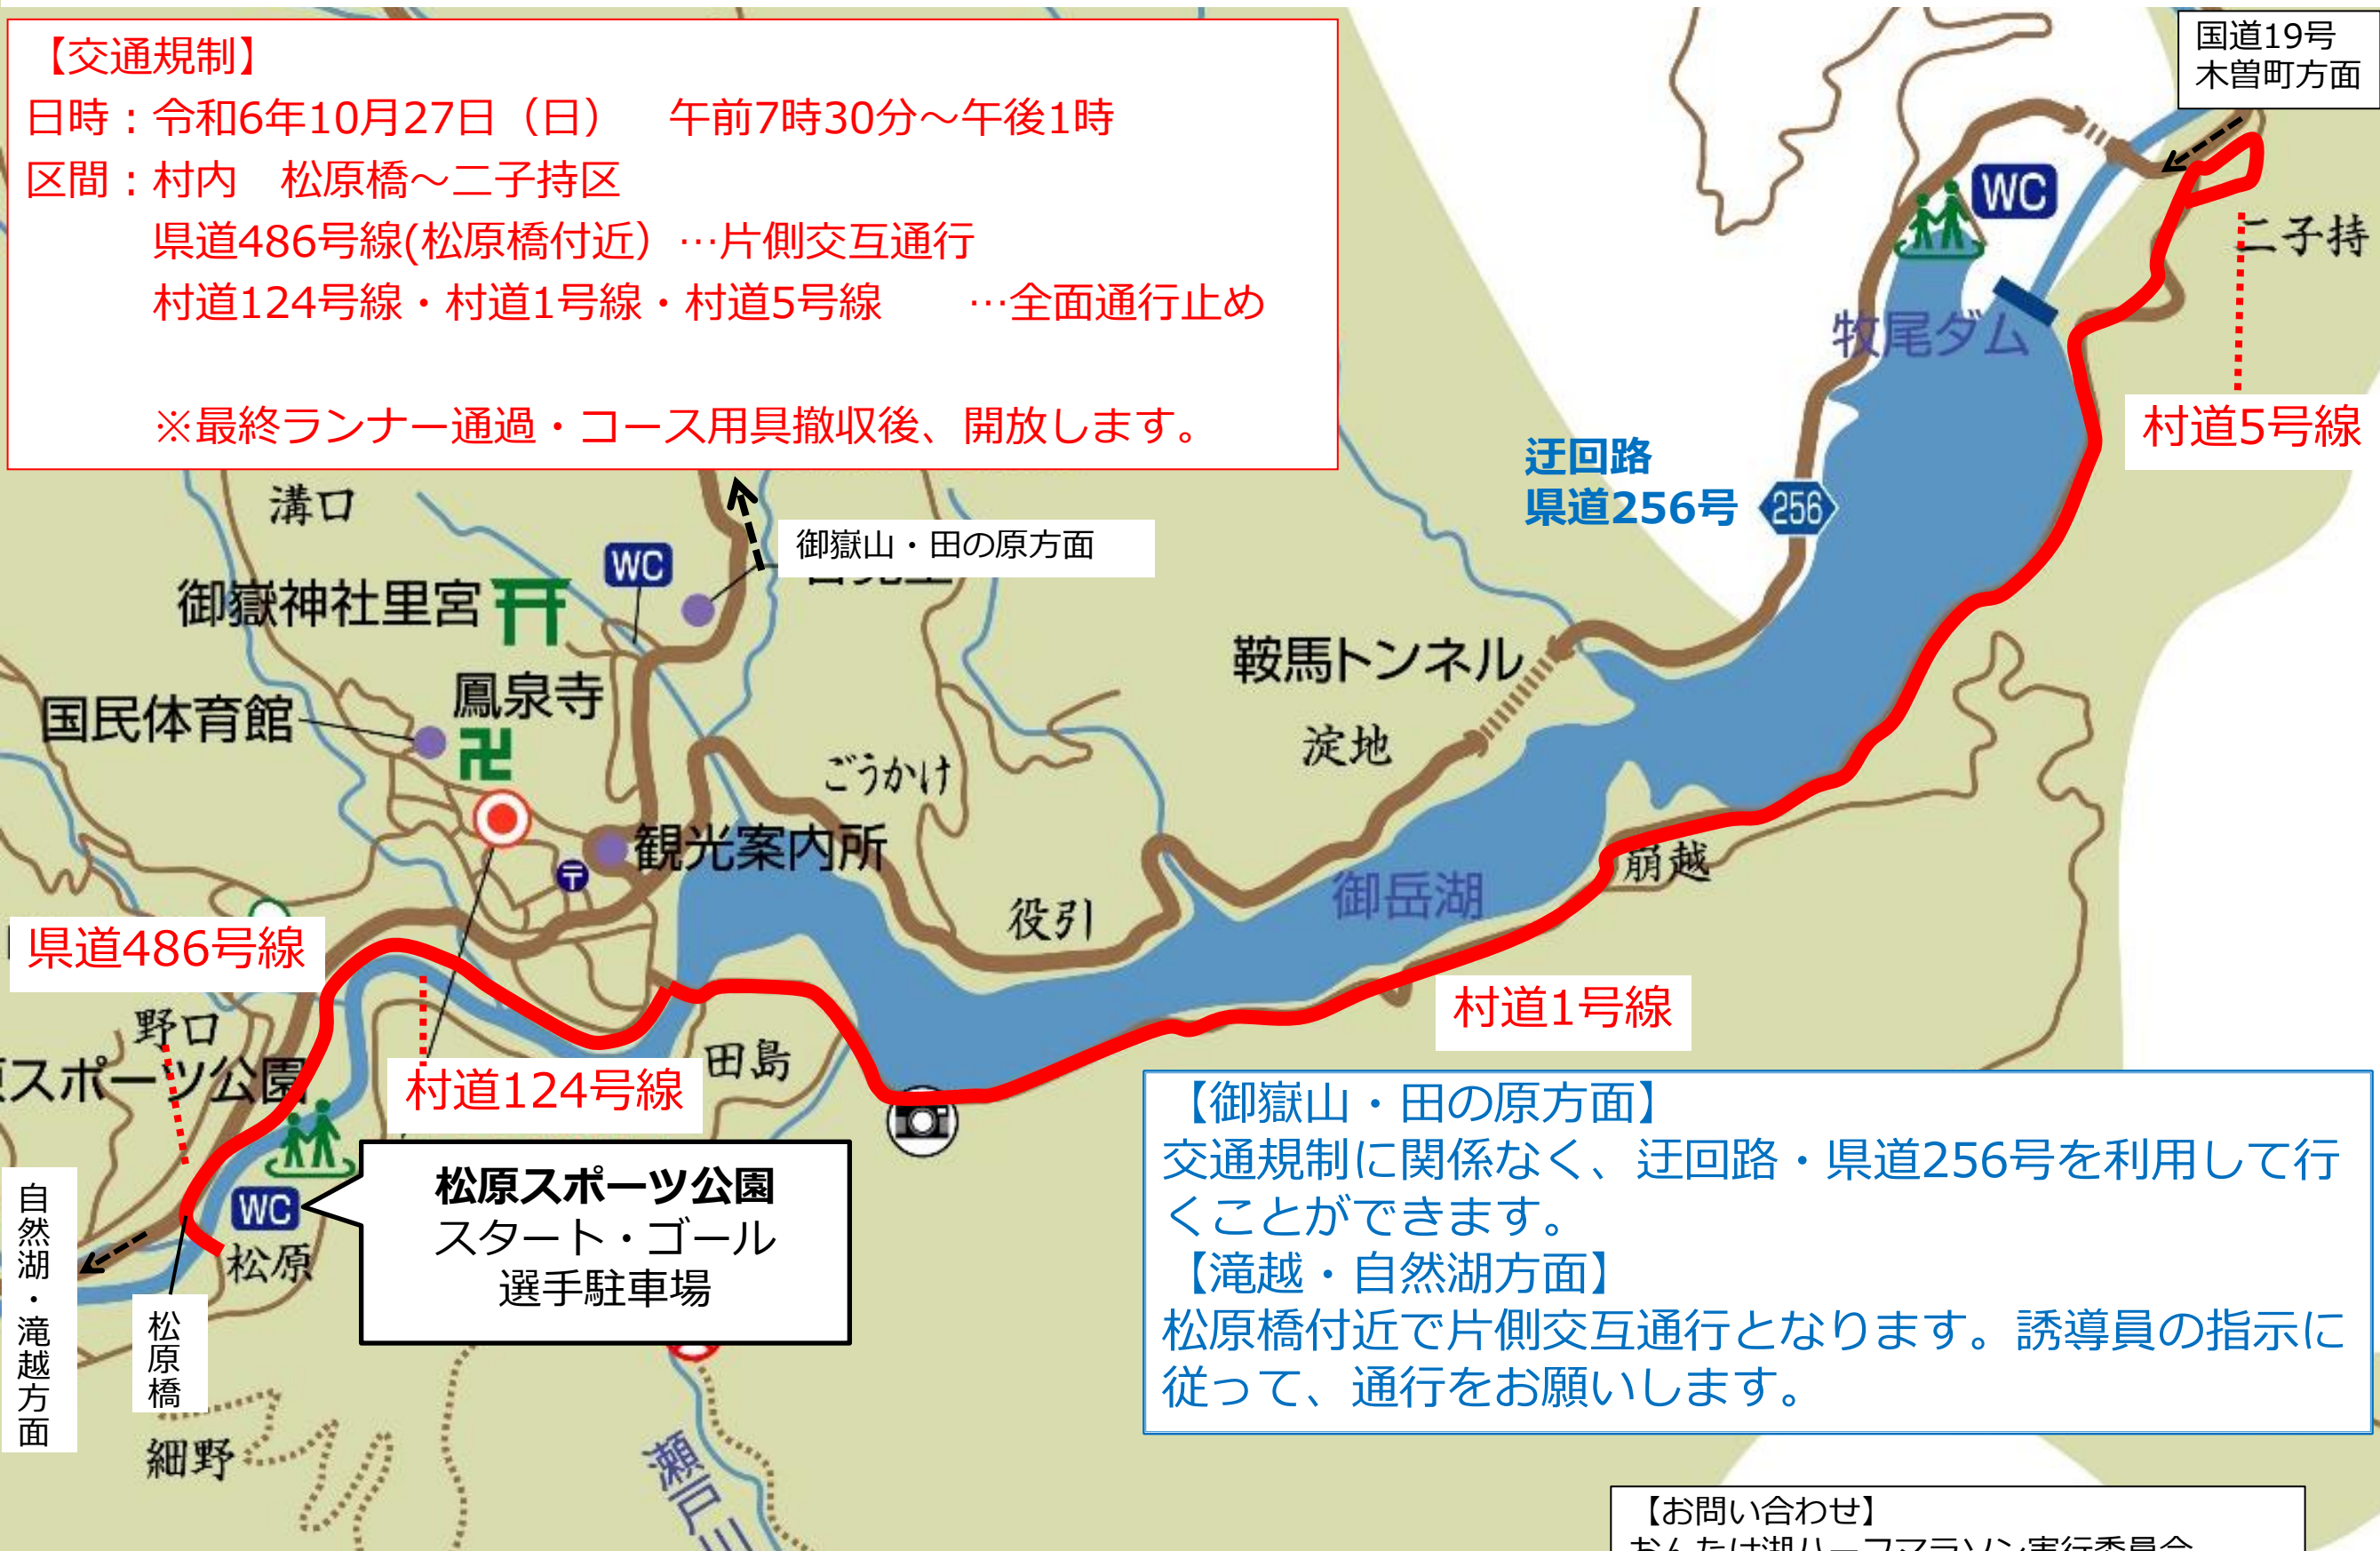 【交通規制】
日時：令和6年10月27日（日）　午前7時30分～午後1時
区間：村内　松原橋～二子持区
県道486号線(松原橋付近）…片側交互通行
村道124号線・村道1号線・村道5号線　　…全面通行止め
※最終ランナー通過・コース用具撤収後、開放します。
国道19号
木曽町方面
WC
二子持
牧尾ダム
村道5号線
迂回路
県道256号
256
溝口
御嶽山・田の原方面
WC
御嶽神社里宮
鳳泉寺
国民体育館
鞍馬トンネル
淀地
ごうかけ
観光案内所
〒
役引
御岳湖
崩越
県道486号線
村道1号線
野口
スポーツ公園
田島
村道124号線
松原スポーツ公園
スタート・ゴール
選手駐車場
WC
松原
自然湖・滝越方面
松原橋
【御嶽山・田の原方面】
交通規制に関係なく、迂回路・県道256号を利用して行
くことができます。
【滝越・自然湖方面】
松原橋付近で片側交互通行となります。誘導員の指示に
従って、通行をお願いします。
細野
瀬戸川
【お問い合わせ】
おんたけ湖ハーフマラソン実行委員会